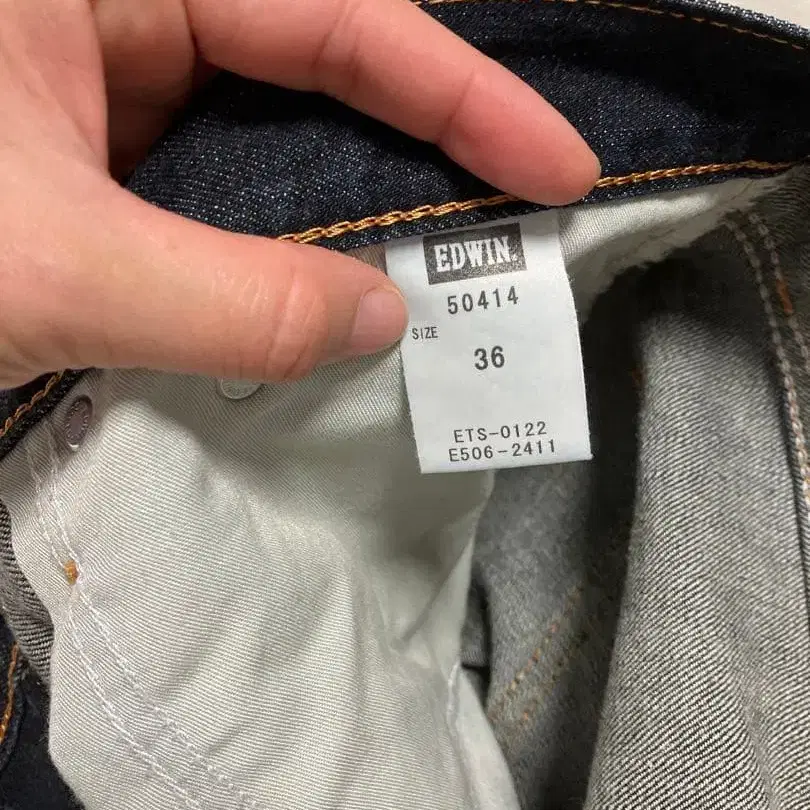 EDWIN.
50414
SIZE
36
ETS-0122
E506-2411